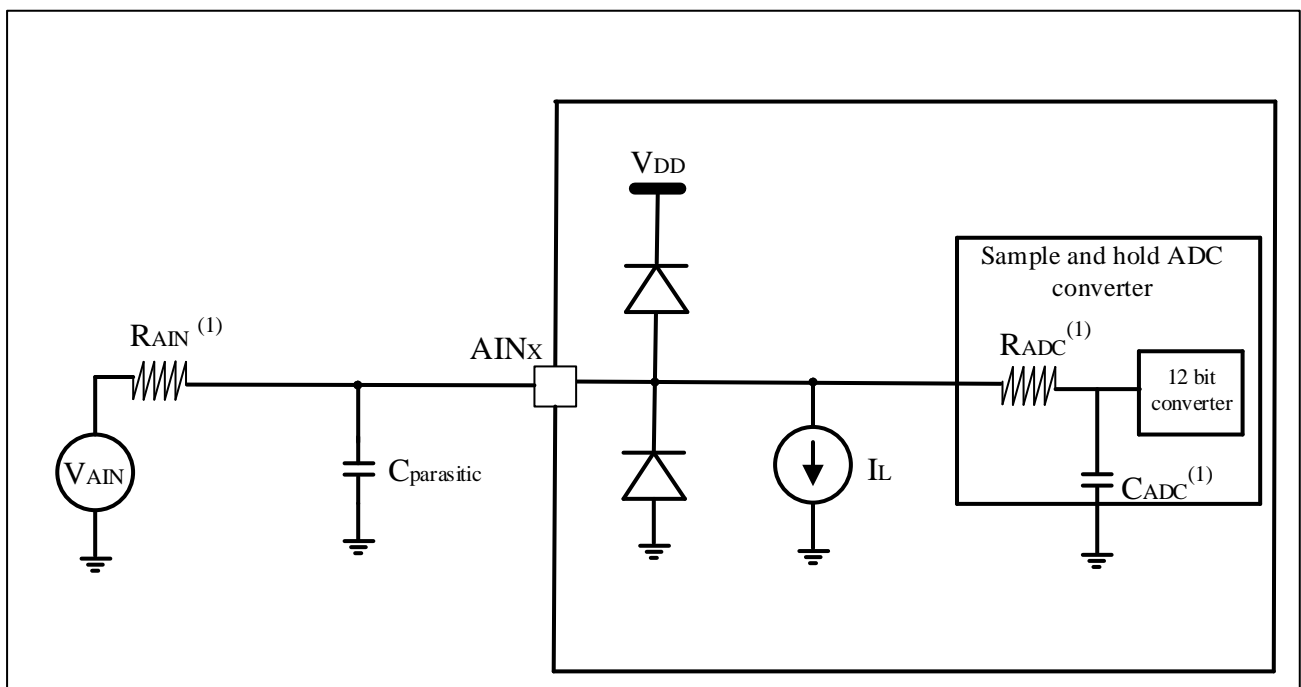 VDD
Sample and hold ADC
converter
RAIN (1)
AINX
RADC(1)
12 bit
converter
VAIN
Cparasitic
IL
CADC(1)